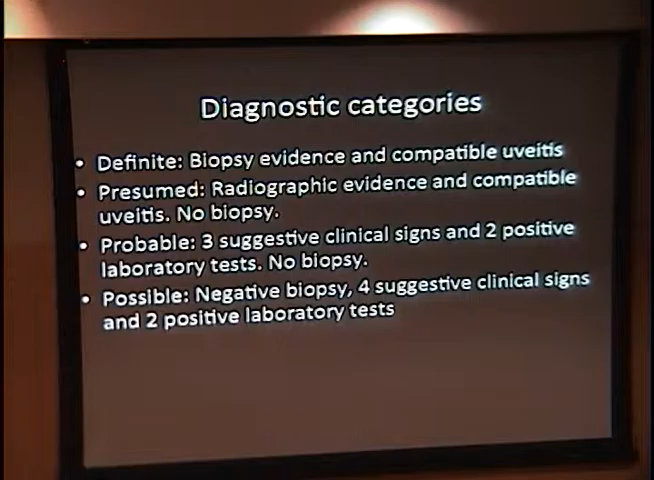 Diagnostic categories
• Definite: Biopsy evidence and compatible uveitis
• Presumed: Radiographic evidence and compatible
uveitis. No biopsy.
• Probable: 3 suggestive clinical signs and 2 positive
laboratory tests. No biopsy.
• Possible: Negative biopsy, 4 suggestive clinical signs
and 2 positive laboratory tests